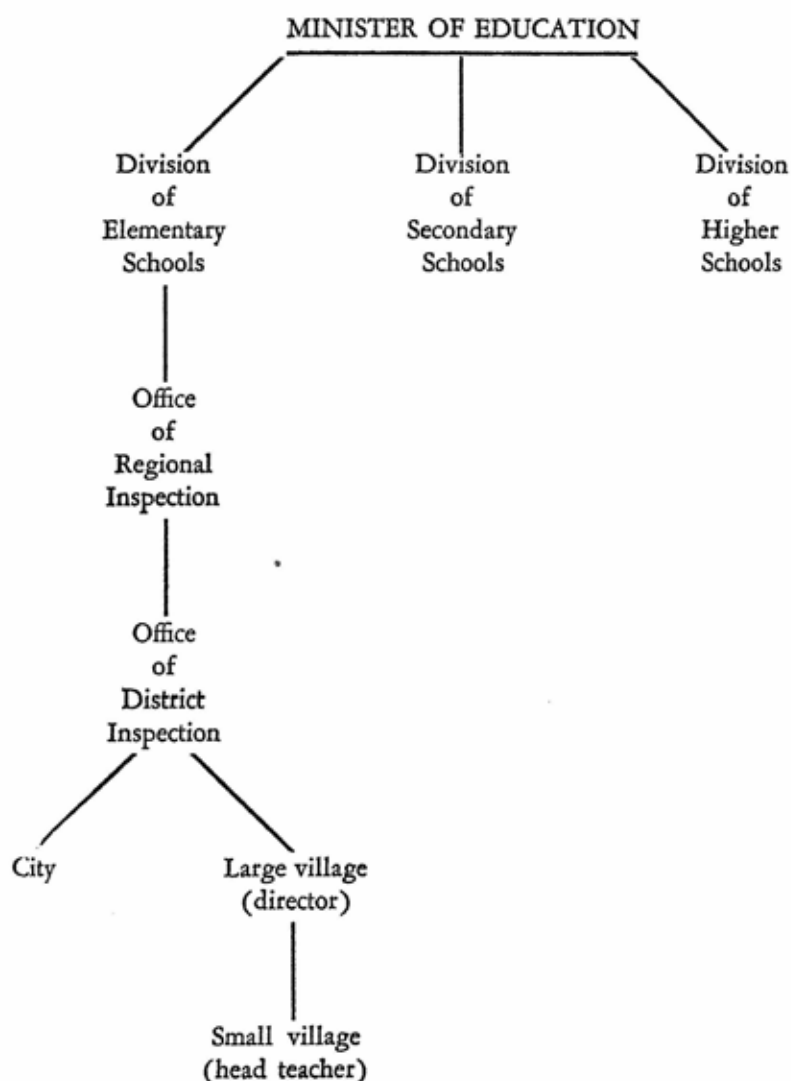 MINISTER OF EDUCATION
Division
of
Elementary
Schools
Division
of
Secondary
Schools
Division
of
Higher
Schools
Office
of
Regional
Inspection
Office
of
District
Inspection
City
Large village
(director)
Small village
(head teacher)